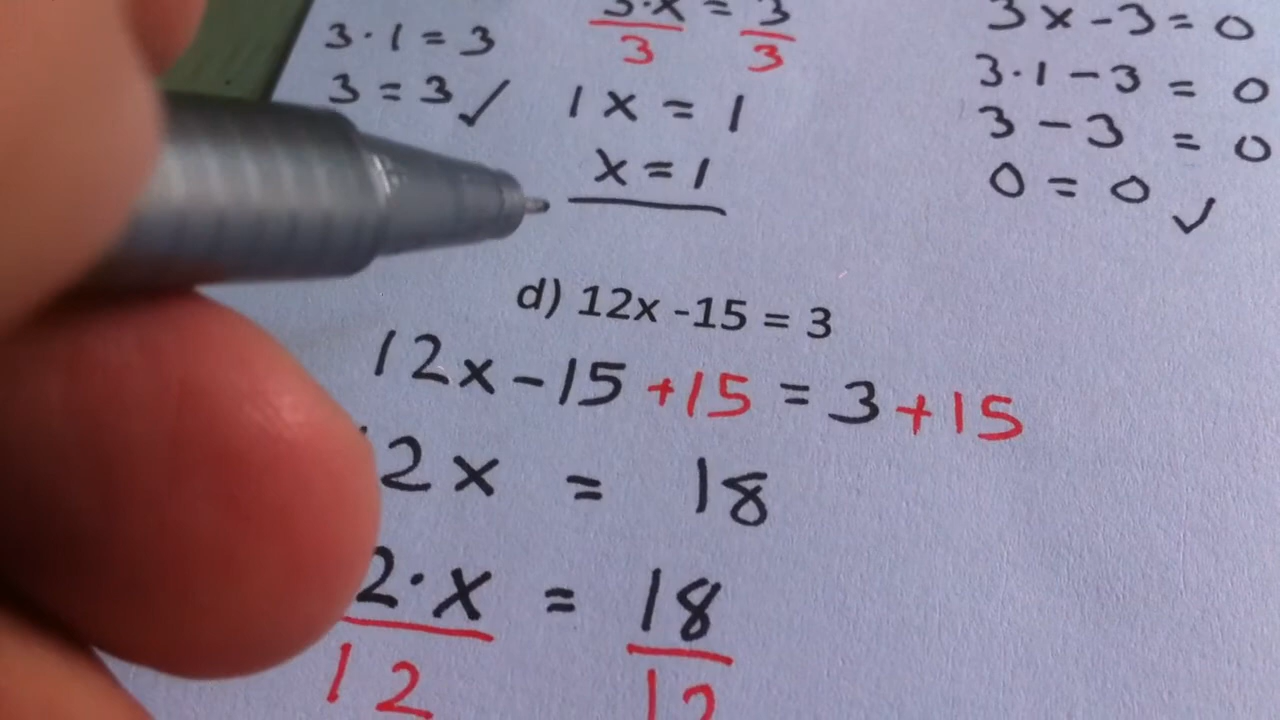 3·1=3
3=3✓
3·x = 3
3 3
1x = 1
x=1
3x-3=0
3·1-3=0
3-3=0
0=0✓
d) 12x -15 = 3
12x-15+15=3+15
2x = 18
2·x = 18
12 12